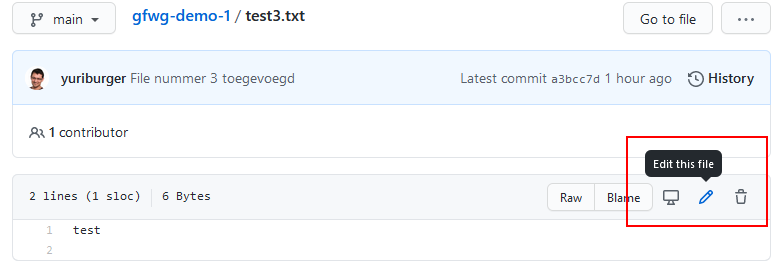 main
gfwg-demo-1 / test3.txt
Go to file
...
yuriburger File nummer 3 toegevoegd
Latest commit a3bcc7d 1 hour ago
History
1 contributor
Edit this file
2 lines (1 sloc) 6 Bytes
Raw
Blame
1 test
2